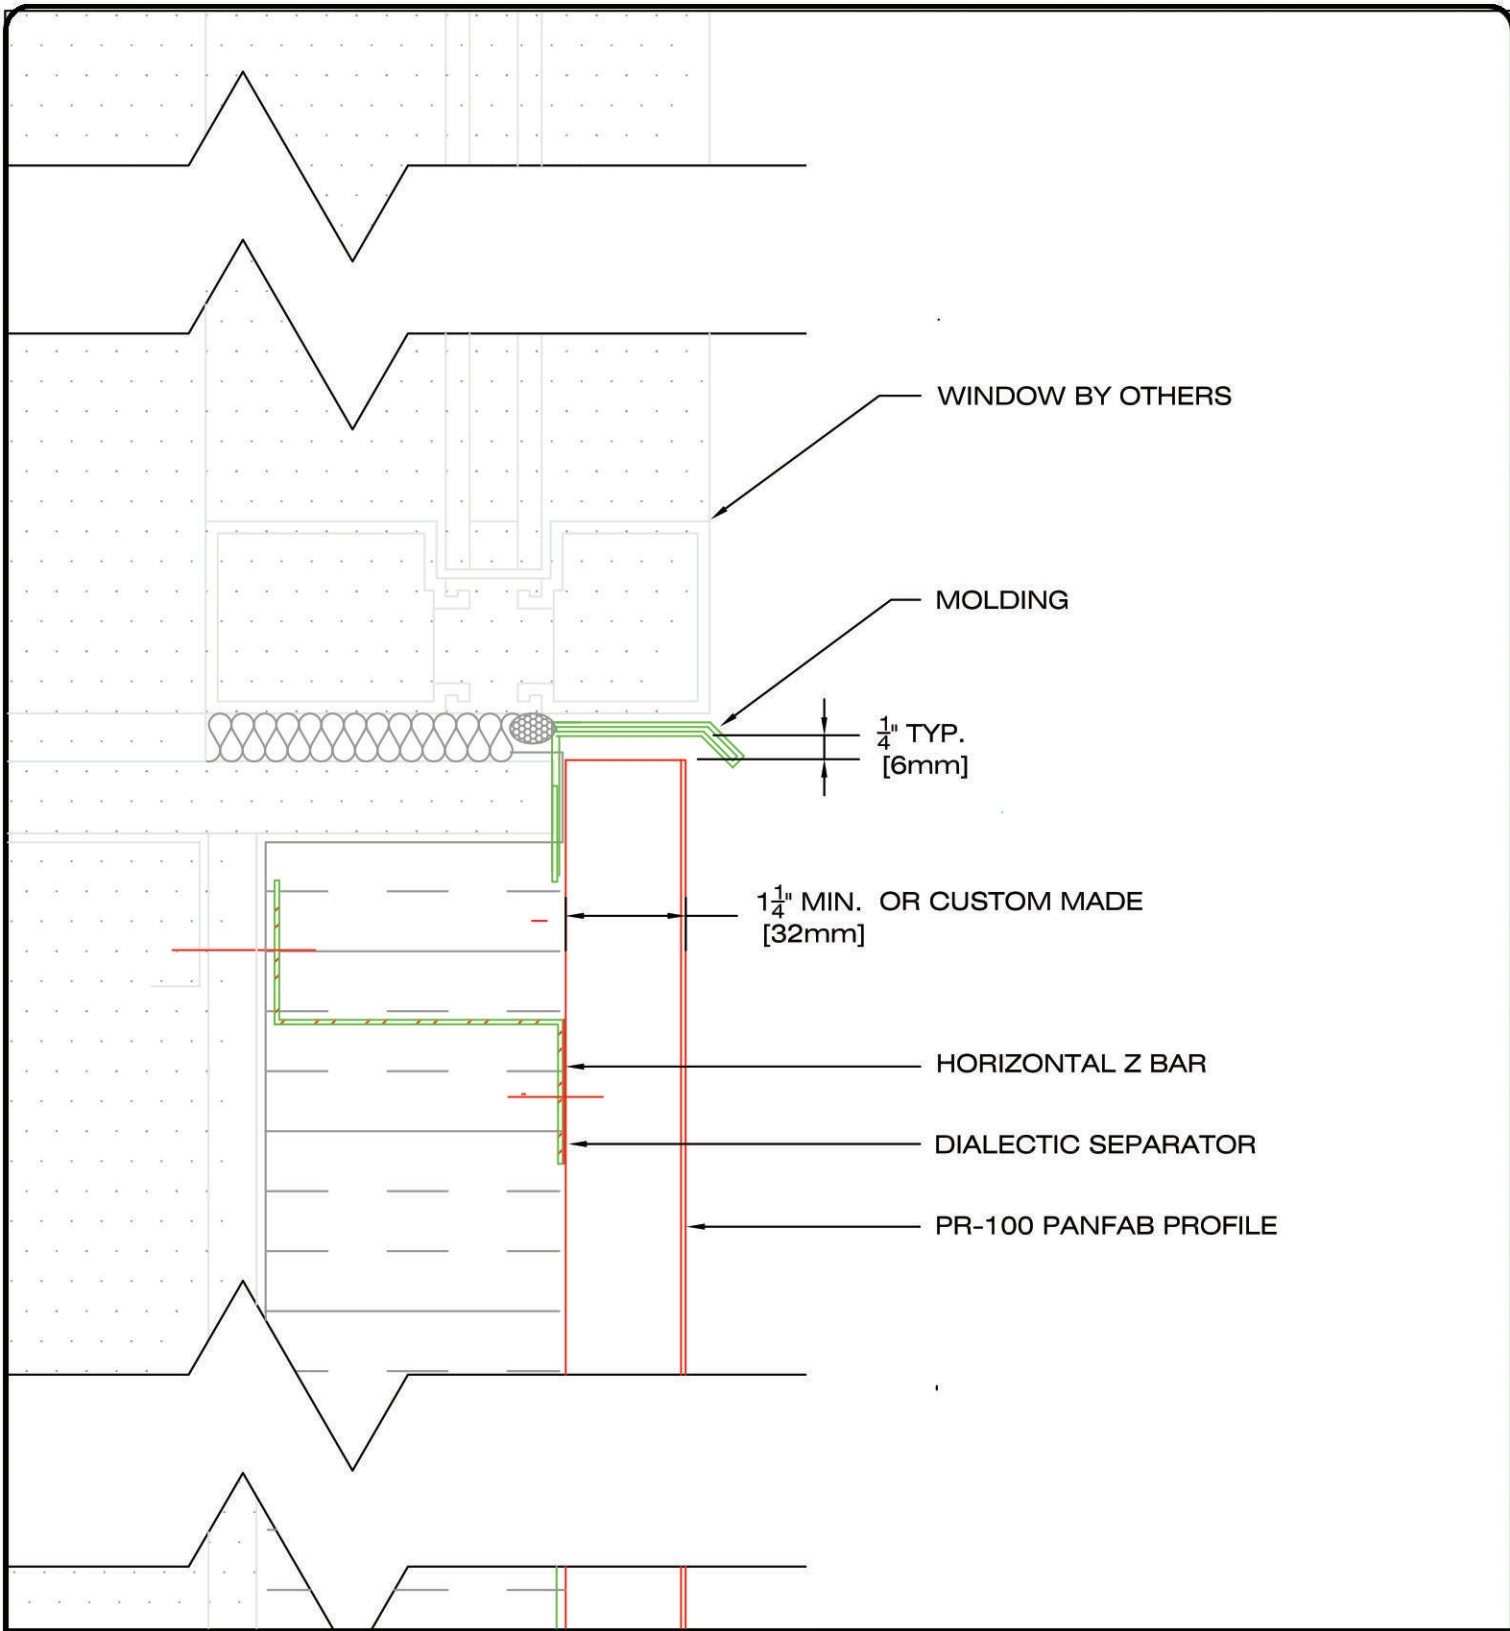 WINDOW BY OTHERS
MOLDING
1/4" TYP.
[6mm]
1 1/4" MIN. OR CUSTOM MADE
[32mm]
HORIZONTAL Z BAR
DIALECTIC SEPARATOR
PR-100 PANFAB PROFILE